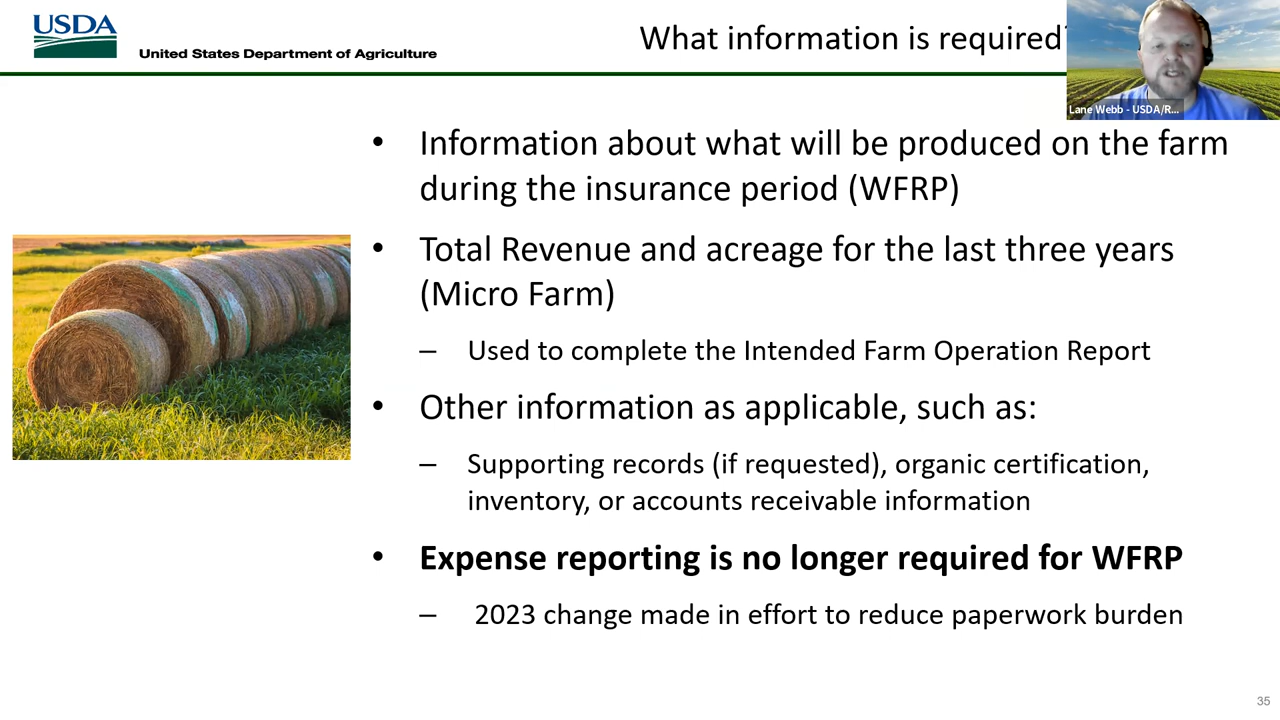 USDA
United States Department of Agriculture
What information is required?
Lane Webb - USDA/R...
• Information about what will be produced on the farm
during the insurance period (WFRP)
• Total Revenue and acreage for the last three years
(Micro Farm)
– Used to complete the Intended Farm Operation Report
• Other information as applicable, such as:
– Supporting records (if requested), organic certification,
inventory, or accounts receivable information
• Expense reporting is no longer required for WFRP
– 2023 change made in effort to reduce paperwork burden
35